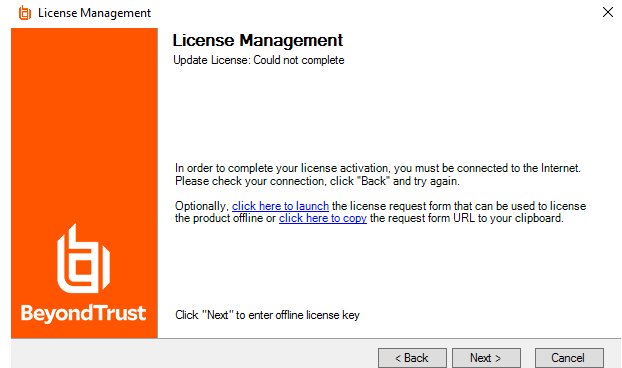 License Management
License Management
Update License: Could not complete
In order to complete your license activation, you must be connected to the Internet.
Please check your connection, click "Back" and try again.
Optionally, click here to launch the license request form that can be used to license
the product offline or click here to copy the request form URL to your clipboard.
BeyondTrust
Click "Next" to enter offline license key
< Back
Next >
Cancel